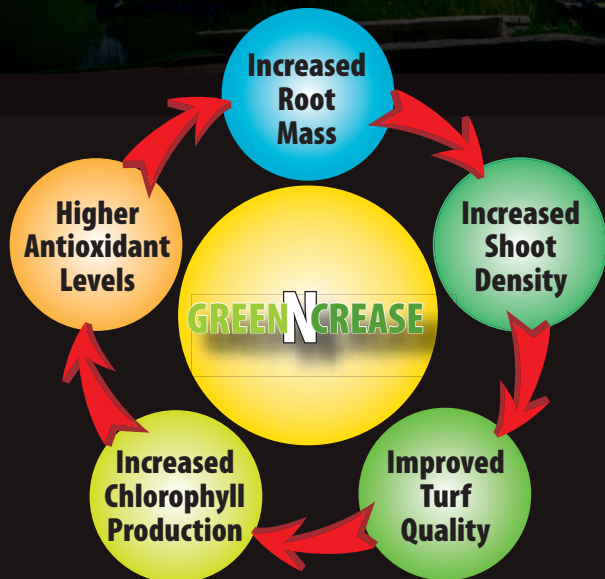 Increased
Root
Mass
Increased
Shoot
Density
Improved
Turf
Quality
Increased
Chlorophyll
Production
Higher
Antioxidant
Levels
GREENNCREASE